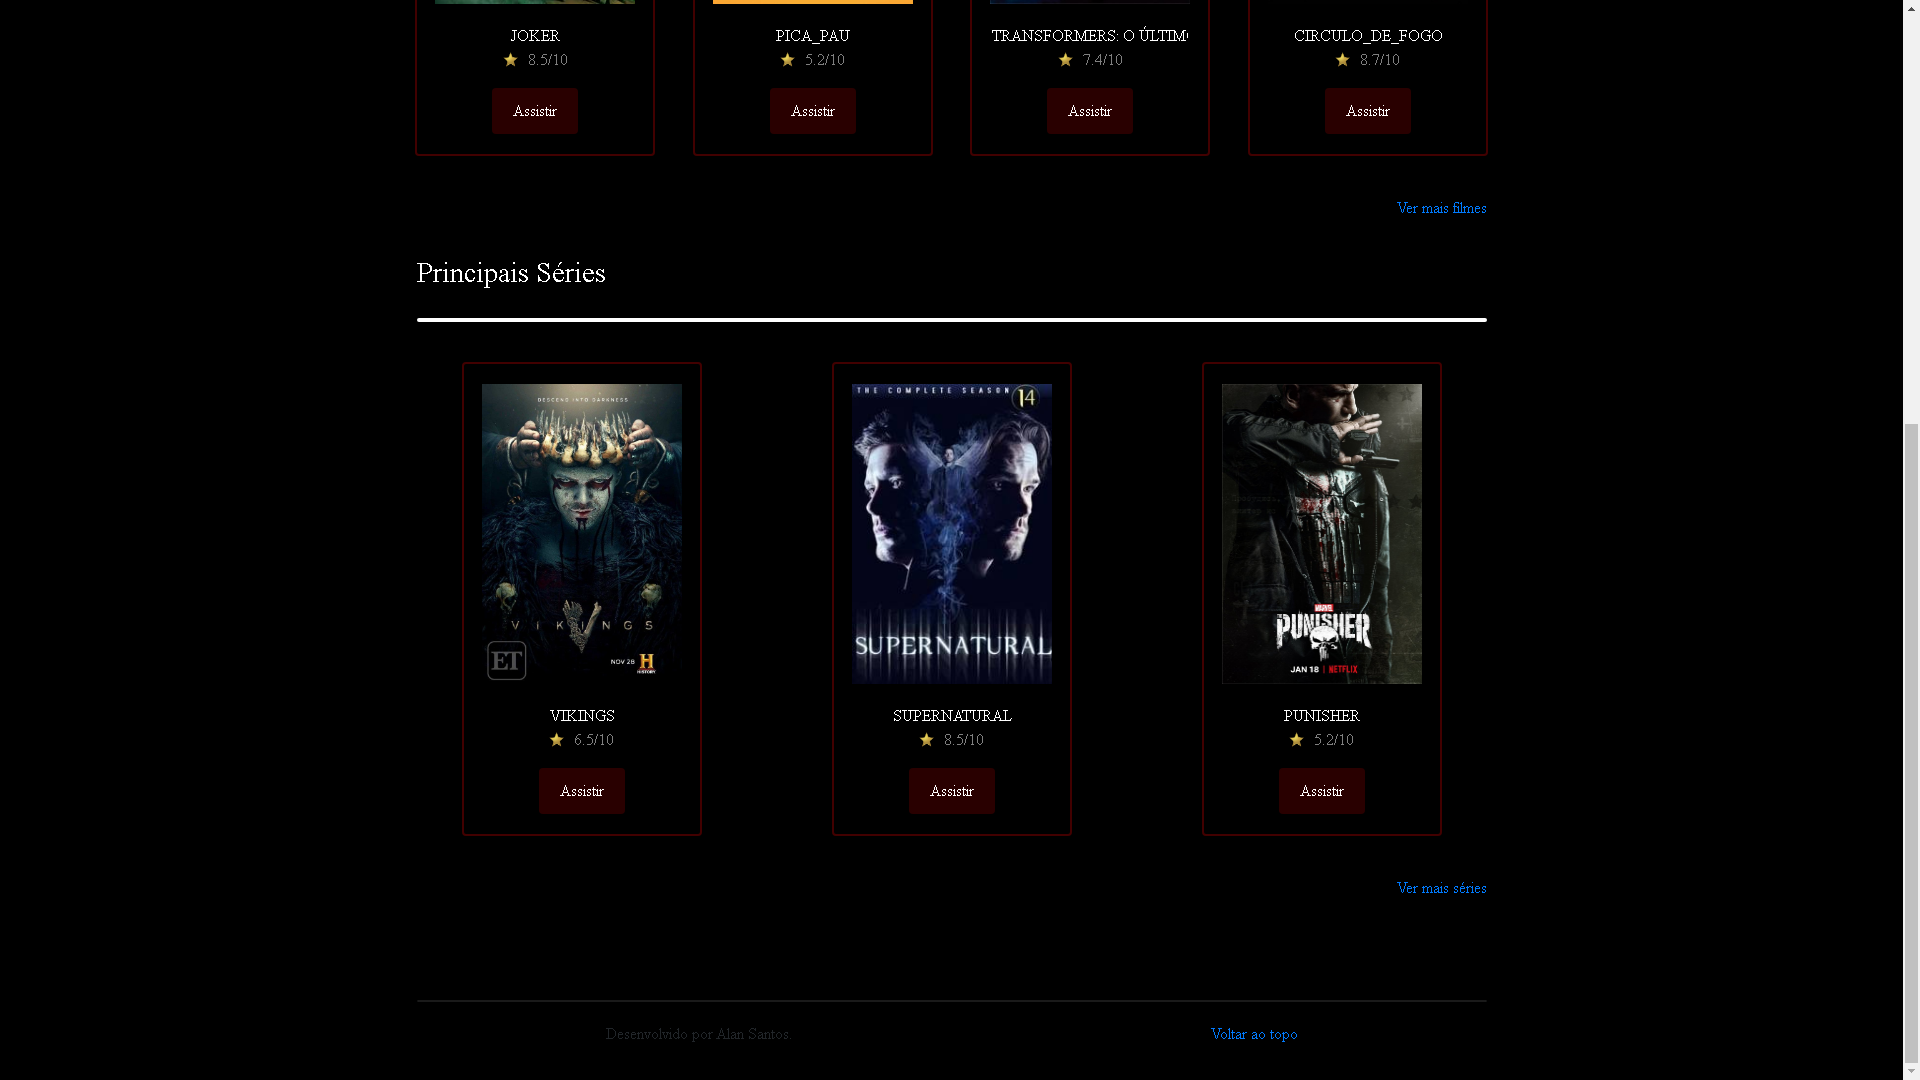 JOKER
8.5/10
Assistir
PICA_PAU
5.2/10
Assistir
TRANSFORMERS: O ÚLTIM
7.4/10
Assistir
CIRCULO_DE_FOGO
8.7/10
Assistir
Ver mais filmes
Principais Séries
DESCEND INTO DARKNESS
VIKINGS
ET
NOV 28 H
HISTORY
VIKINGS
6.5/10
Assistir
THE COMPLETE SEASON 14
SUPERNATURAL
SUPERNATURAL
8.5/10
Assistir
MARVEL
PUNISHER
JAN 18 | NETFLIX
PUNISHER
5.2/10
Assistir
Ver mais séries
Desenvolvido por Alan Santos.
Voltar ao topo